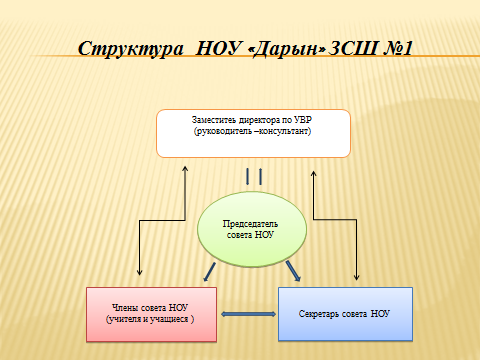 Структура НОУ «Дарын» ЗСШ №1
Заместитеь директора по УВР
(руководитель –консультант)
Председатель
совета НОУ
Члены совета НОУ
(учителя и учащиеся )
Секретарь совета НОУ